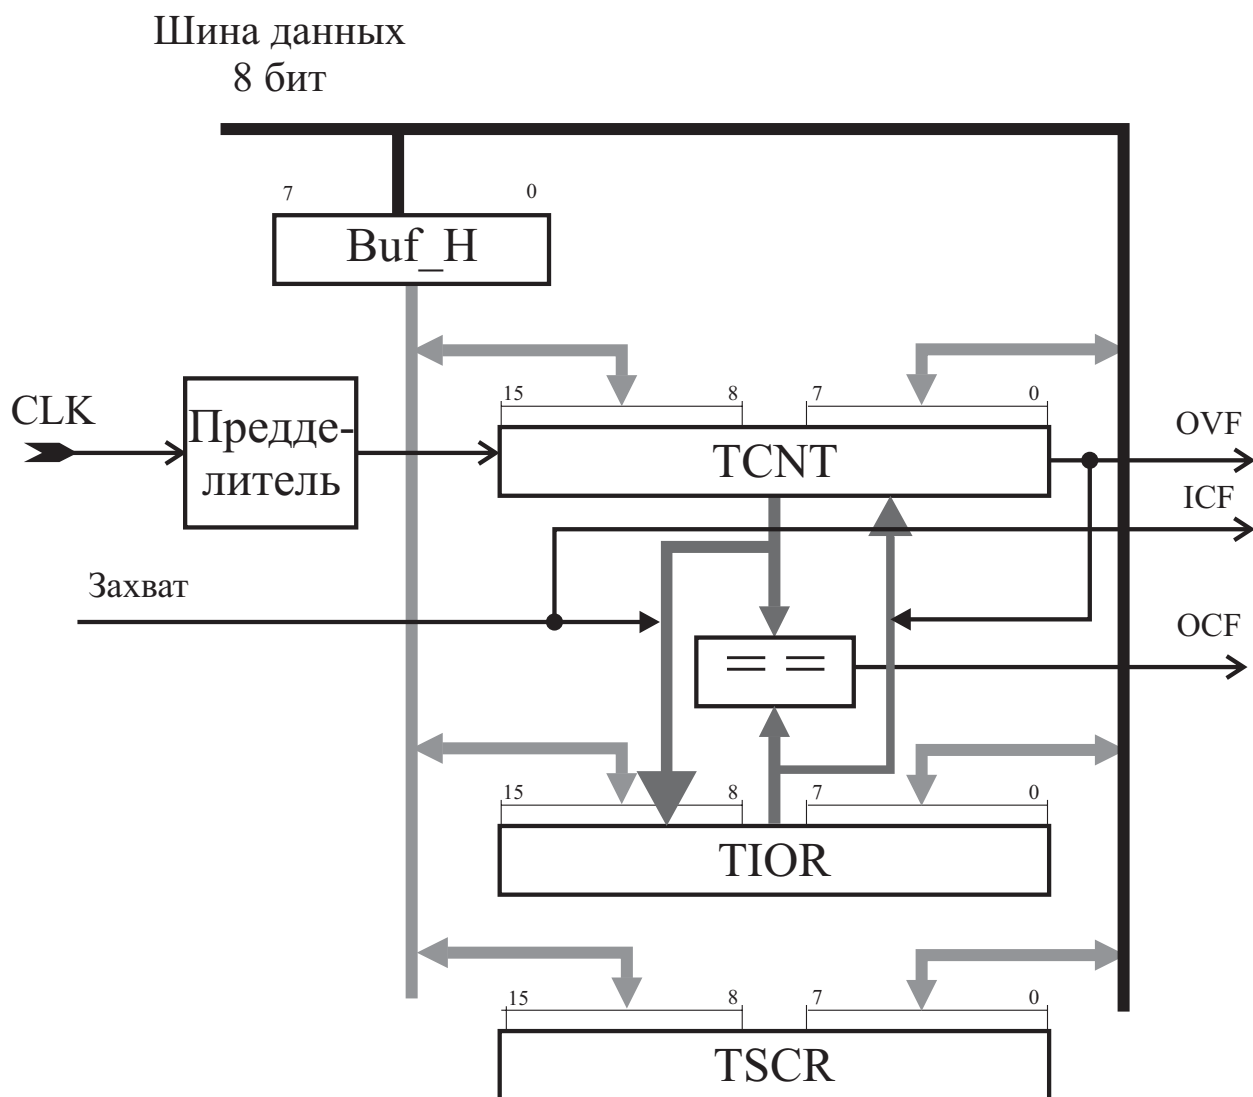 Шина данных
8 бит
7 0
Buf_H
15 8 7 0
CLK
Предде-
литель
TCNT
OVF
ICF
Захват
OCF
== 
15 8 7 0
TIOR
15 8 7 0
TSCR